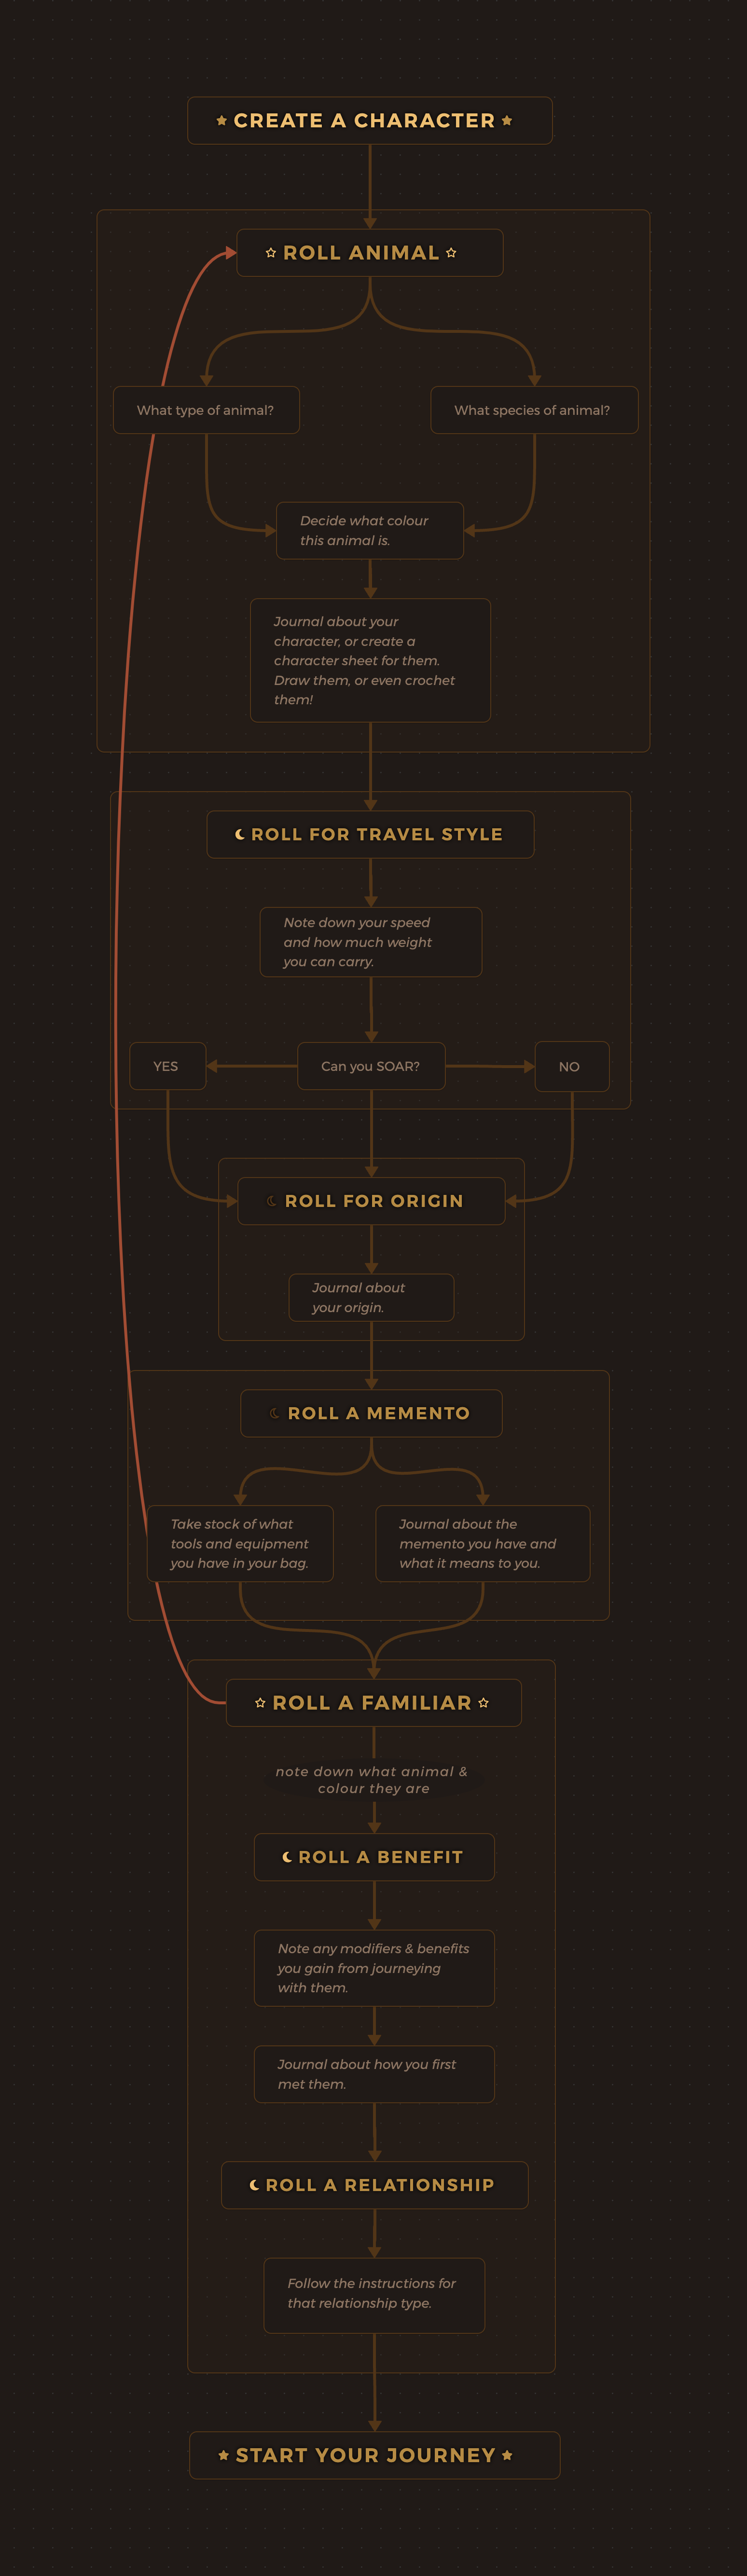 CREATE A CHARACTER
ROLL ANIMAL
What type of animal?
What species of animal?
Decide what colour
this animal is.
Journal about your
character, or create a
character sheet for them.
Draw them, or even crochet
them!
ROLL FOR TRAVEL STYLE
Note down your speed
and how much weight
you can carry.
YES
Can you SOAR?
NO
ROLL FOR ORIGIN
Journal about
your origin.
ROLL A MEMENTO
Take stock of what
tools and equipment
you have in your bag.
Journal about the
memento you have and
what it means to you.
ROLL A FAMILIAR
note down what animal &
colour they are
ROLL A BENEFIT
Note any modifiers & benefits
you gain from journeying
with them.
Journal about how you first
met them.
ROLL A RELATIONSHIP
Follow the instructions for
that relationship type.
START YOUR JOURNEY